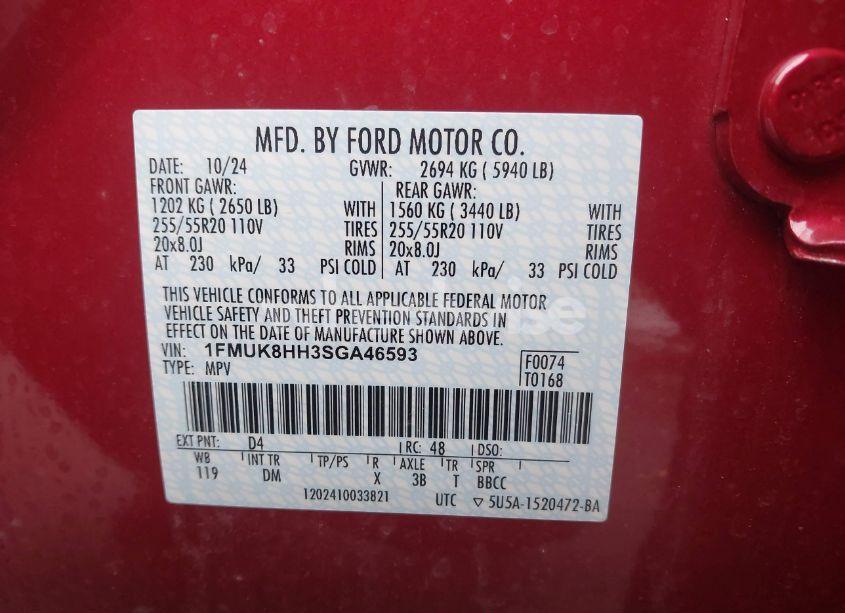 MFD. BY FORD MOTOR CO.
DATE: 10/24 GVWR: 2694 KG ( 5940 LB)
FRONT GAWR: REAR GAWR:
1202 KG ( 2650 LB) WITH 1560 KG ( 3440 LB) WITH
255/55R20 110V TIRES 255/55R20 110V TIRES
20x8.0J RIMS 20x8.0J RIMS
AT 230 kPa/ 33 PSI COLD AT 230 kPa/ 33 PSI COLD
THIS VEHICLE CONFORMS TO ALL APPLICABLE FEDERAL MOTOR
VEHICLE SAFETY AND THEFT PREVENTION STANDARDS IN
EFFECT ON THE DATE OF MANUFACTURE SHOWN ABOVE.
VIN: 1FMUK8HH3SGA46593 F0074
TYPE: MPV T0168
EXT PNT: D4 RC: 48 DSO:
WB INT TR TP/PS R AXLE TR SPR
119 DM X 3B T BBCC
1202410033821 UTC ▽ 5U5A-1520472-BA